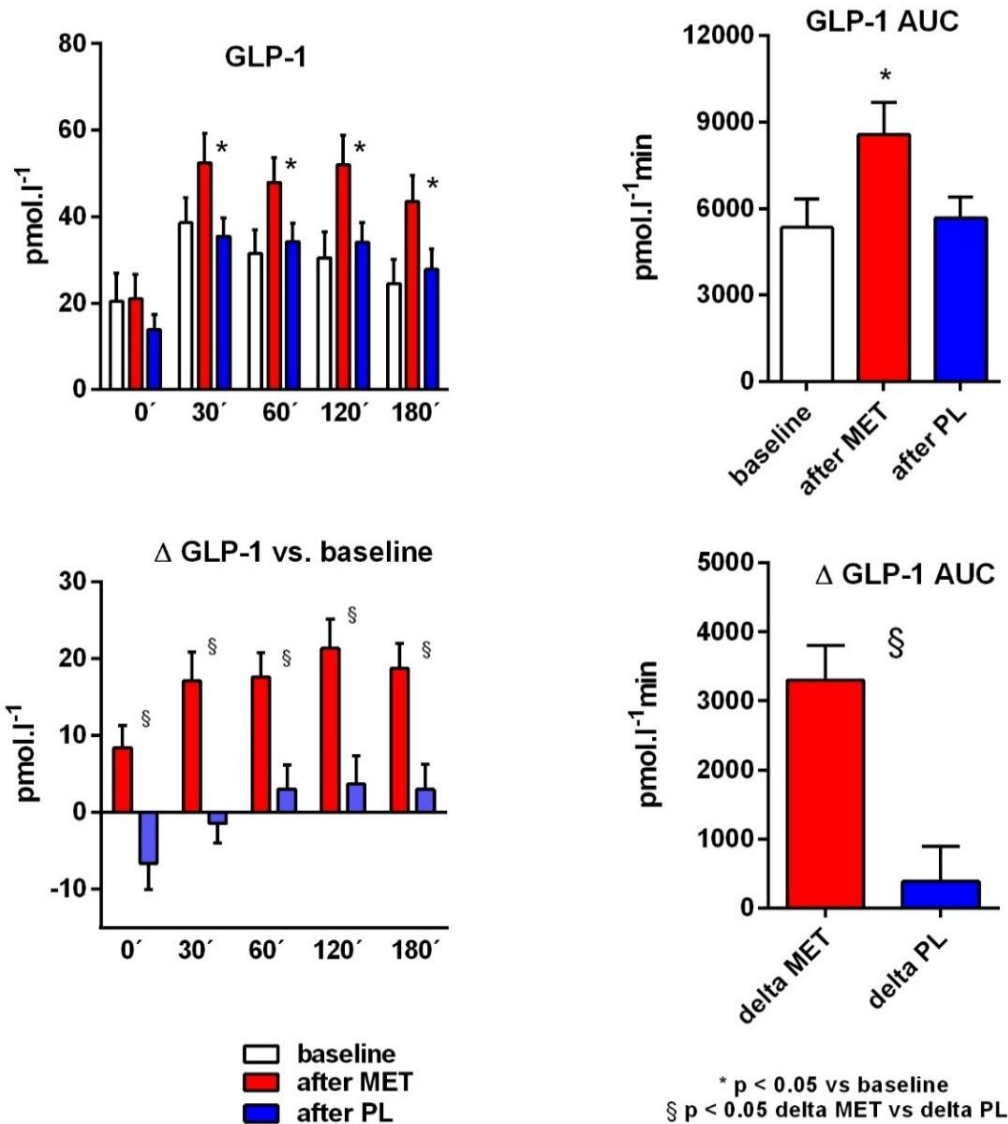 GLP-1
pmol.l⁻¹
80
60
40
20
0
*
*
*
*
0´ 30´ 60´ 120´ 180´
GLP-1 AUC
pmol.l⁻¹min
12000
9000
6000
3000
0
*
baseline
after MET
after PL
Δ GLP-1 vs. baseline
pmol.l⁻¹
30
20
10
0
-10
§
§
§
§
§
0´ 30´ 60´ 120´ 180´
Δ GLP-1 AUC
pmol.l⁻¹min
5000
4000
3000
2000
1000
0
§
delta MET
delta PL
baseline
after MET
after PL
* p < 0.05 vs baseline
§ p < 0.05 delta MET vs delta PL